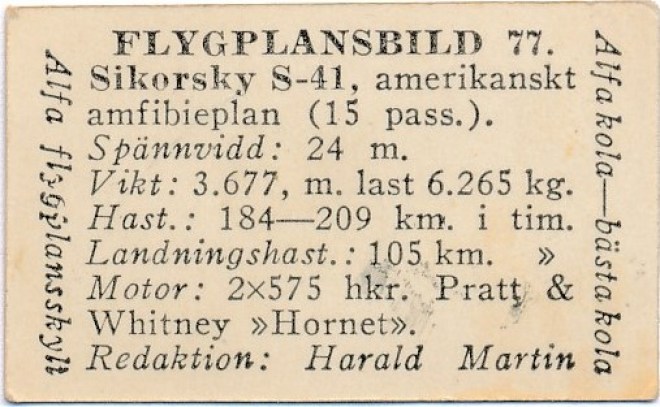 FLYGPLANSBILD 77.
Sikorsky S-41, amerikanskt
amfibieplan (15 pass.).
Spännvidd: 24 m.
Vikt: 3.677, m. last 6.265 kg.
Hast.: 184—209 km. i tim.
Landningshast.: 105 km. »
Motor: 2×575 hkr. Pratt &
Whitney »Hornet».
Redaktion: Harald Martin
Alfa flygplansskylt
Alfa kola—bästa kola